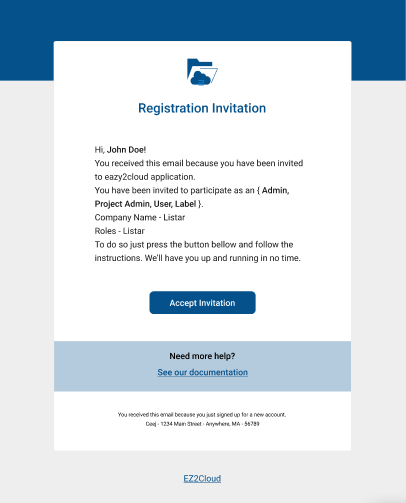 Registration Invitation
Hi, John Doe!
You received this email because you have been invited
to eazy2cloud application.
You have been invited to participate as an { Admin,
Project Admin, User, Label }.
Company Name - Listar
Roles - Listar
To do so just press the button bellow and follow the
instructions. We'll have you up and running in no time.
Accept Invitation
Need more help?
See our documentation
You received this email because you just signed up for a new account.
Ceej - 1234 Main Street - Anywhere, MA - 56789
EZ2Cloud